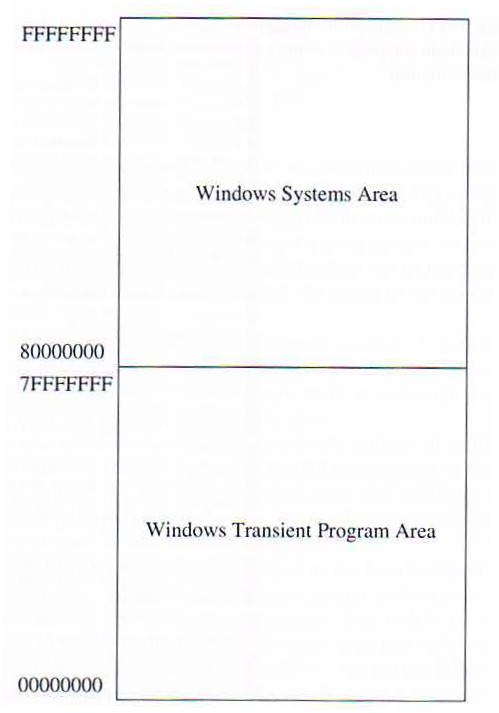 FFFFFFFF
Windows Systems Area
80000000
7FFFFFFF
Windows Transient Program Area
00000000